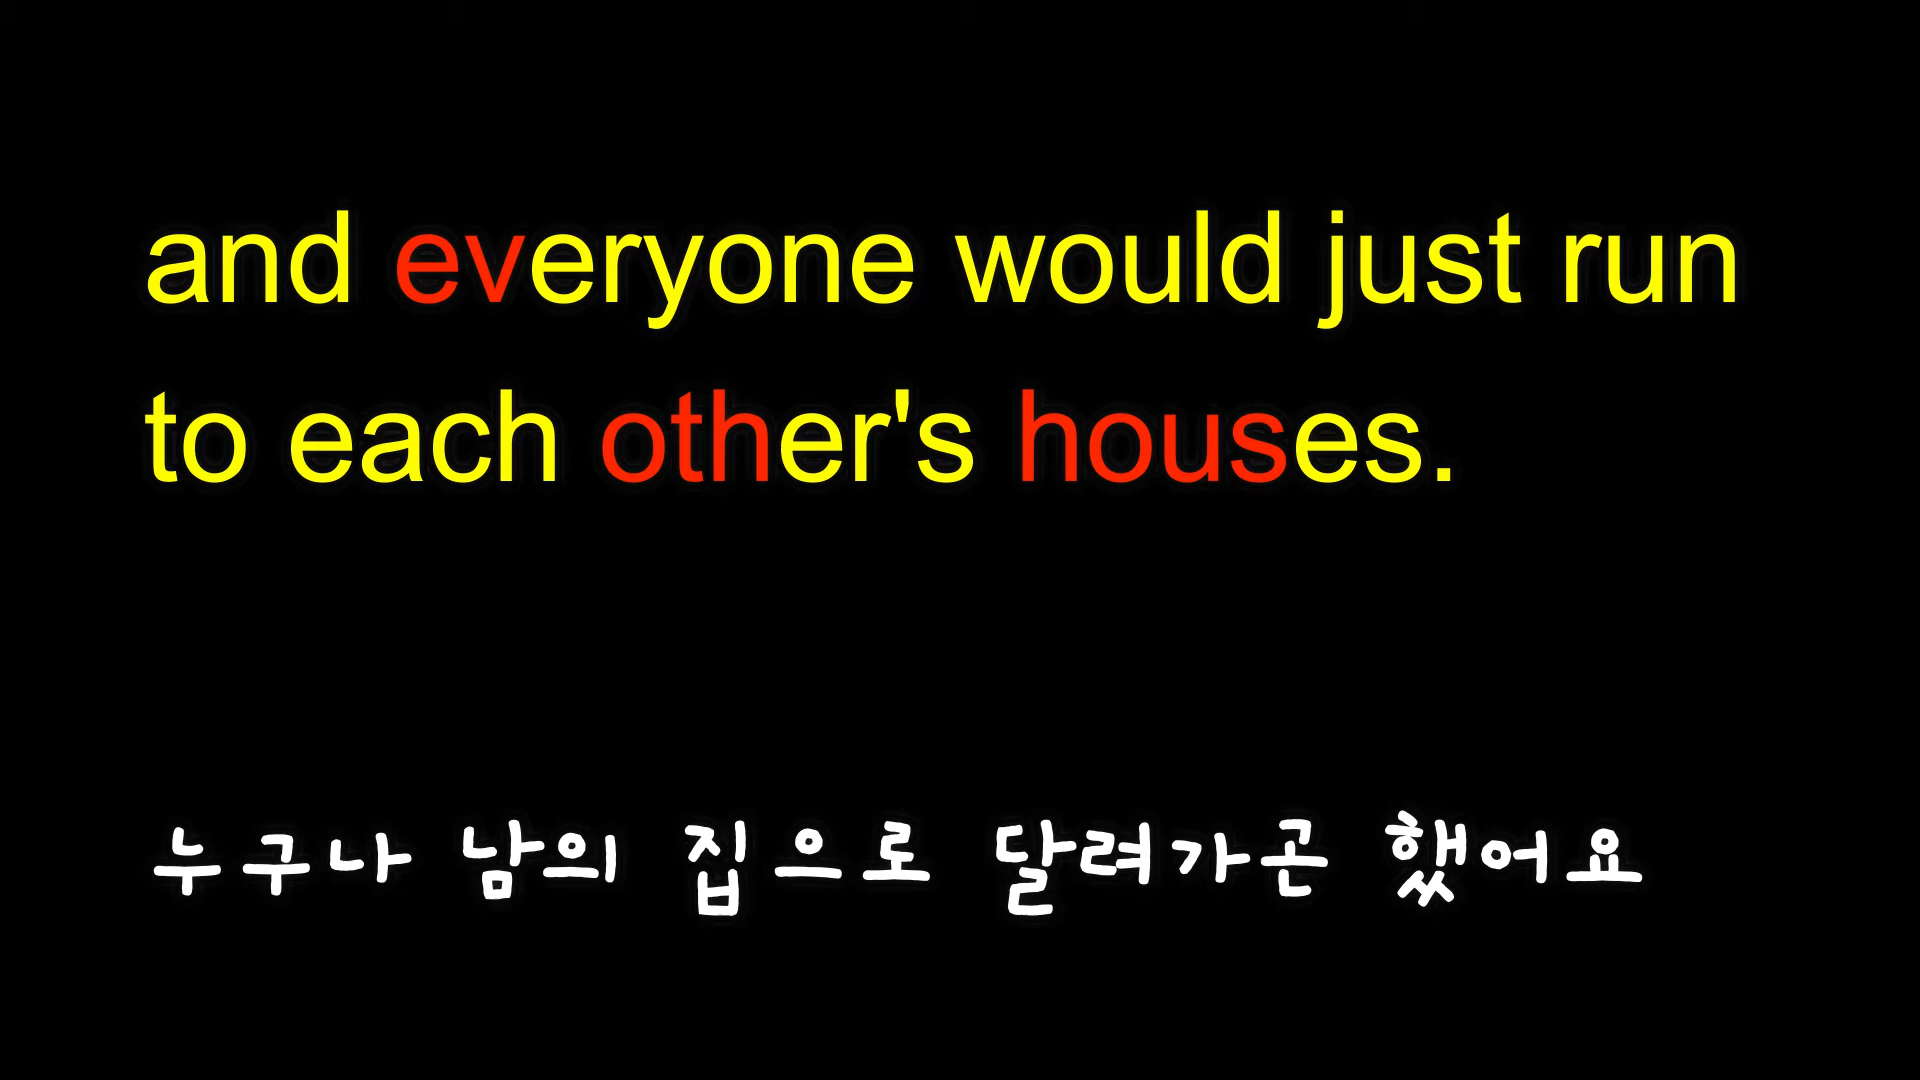 and everyone would just run
to each other's houses.
누구나 남의 집으로 달려가곤 했어요